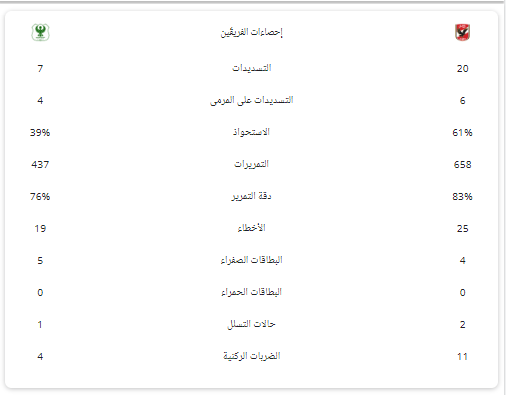 إحصاءات الفريقَين
20 التسديدات 7
6 التسديدات على المرمى 4
61% الاستحواذ 39%
658 التمريرات 437
83% دقة التمرير 76%
25 الأخطاء 19
4 البطاقات الصفراء 5
0 البطاقات الحمراء 0
2 حالات التسلل 1
11 الضربات الركنية 4